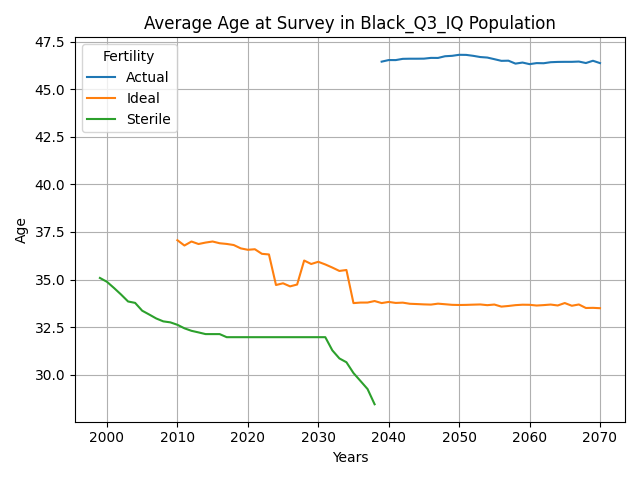 Average Age at Survey in Black_Q3_IQ Population
Fertility
Actual
Ideal
Sterile
47.5
45.0
42.5
40.0
37.5
35.0
32.5
30.0
Age
2000 2010 2020 2030 2040 2050 2060 2070
Years